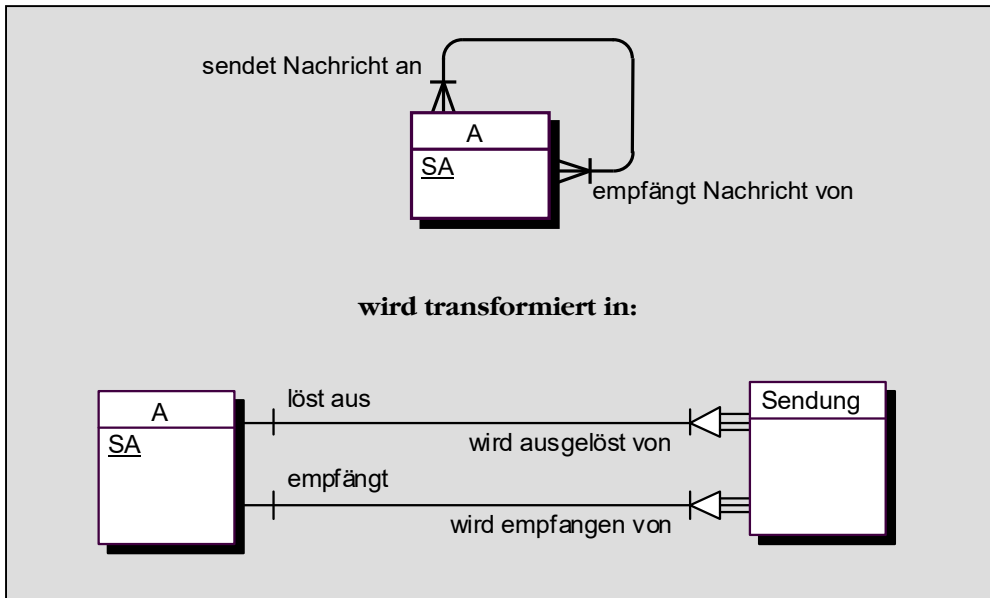 sendet Nachricht an
A
SA
empfängt Nachricht von
wird transformiert in:
A
SA
löst aus
wird ausgelöst von
empfängt
wird empfangen von
Sendung